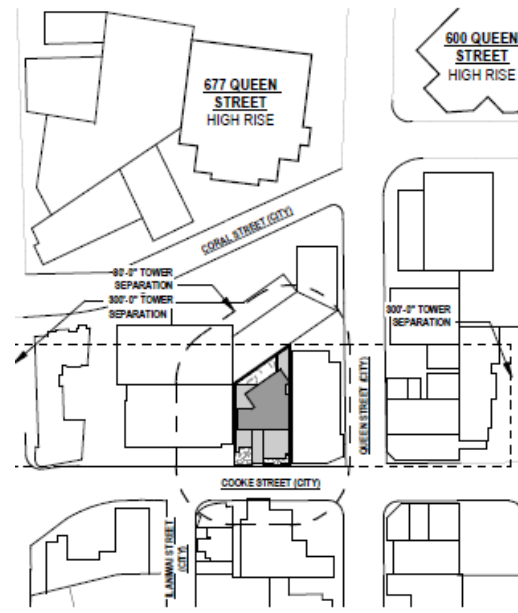 677 QUEEN
STREET
HIGH RISE
600 QUEEN
STREET
HIGH RISE
CORAL STREET (CITY)
80'-0" TOWER
SEPARATION
300'-0" TOWER
SEPARATION
300'-0" TOWER
SEPARATION
QUEEN STREET (CITY)
COOKE STREET (CITY)
ILANIWAI STREET
(CITY)